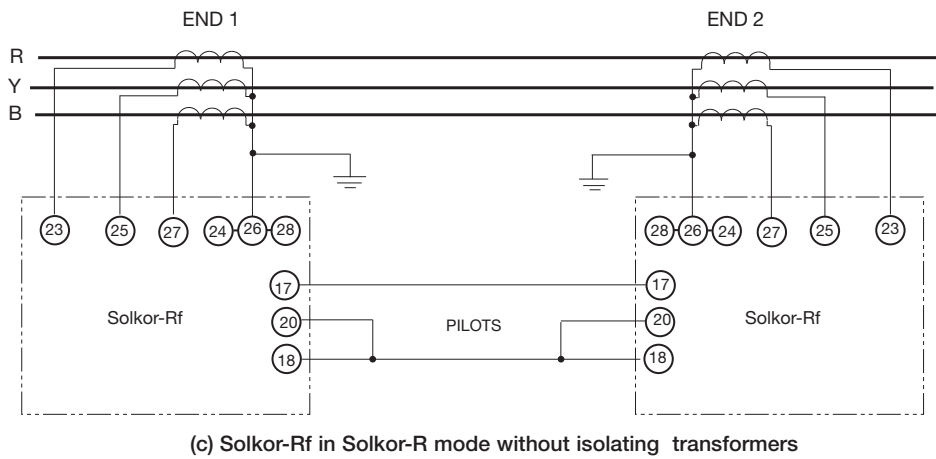 END 1 END 2
R
Y
B
23 25 27 24 26 28 28 26 24 27 25 23
17 17
Solkor-Rf 20 PILOTS 20 Solkor-Rf
18 18
(c) Solkor-Rf in Solkor-R mode without isolating transformers